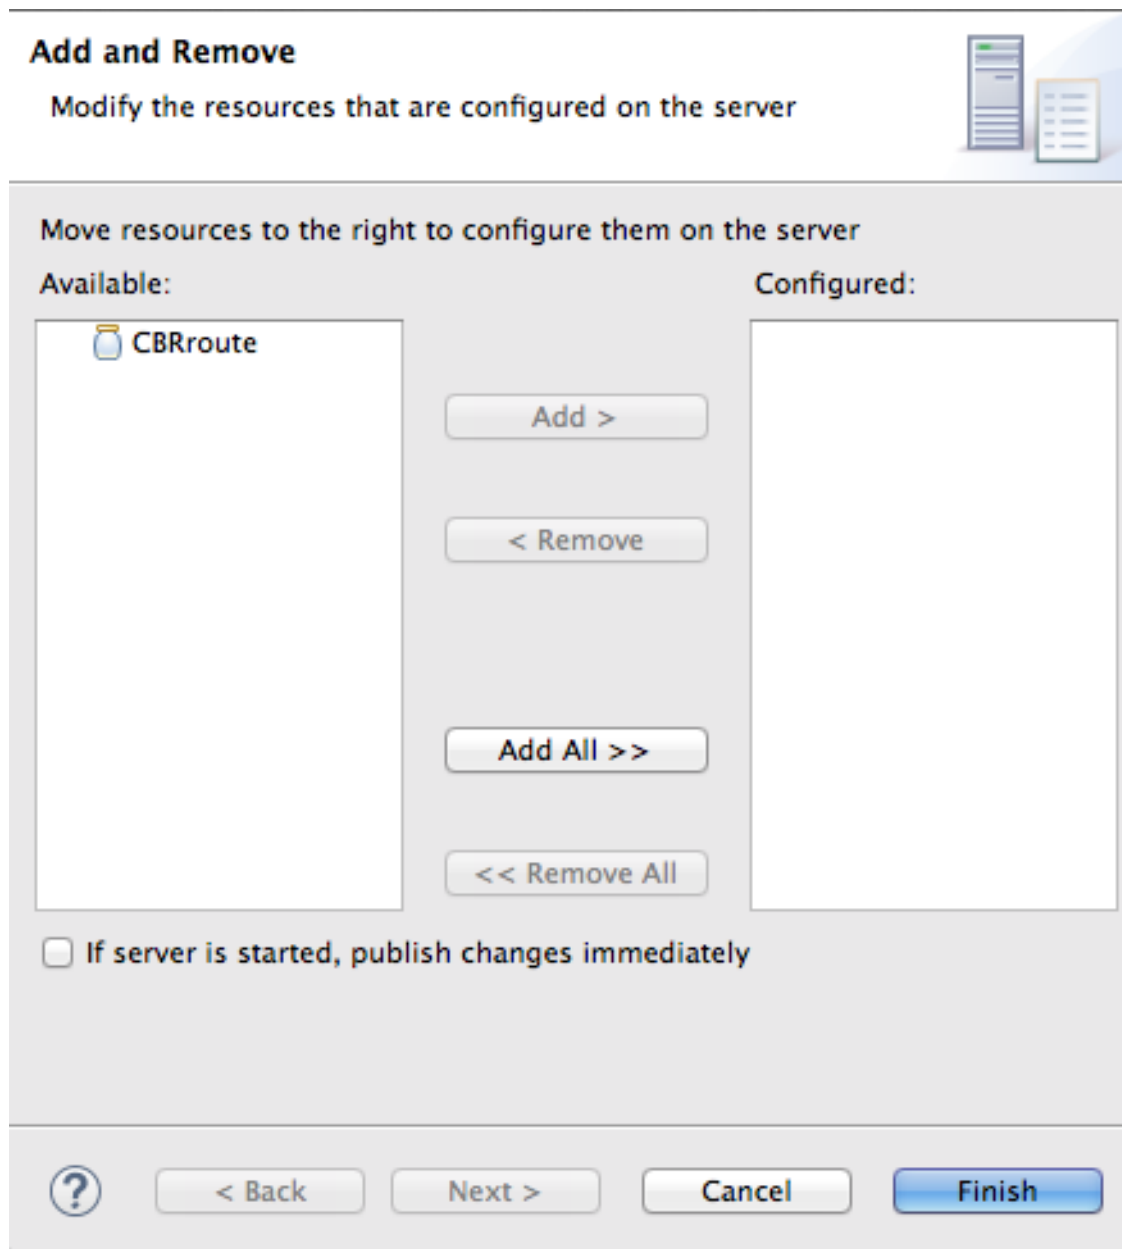 Add and Remove
Modify the resources that are configured on the server
Move resources to the right to configure them on the server
Available:
Configured:
CBRroute
Add >
< Remove
Add All >>
<< Remove All
If server is started, publish changes immediately
?
< Back
Next >
Cancel
Finish